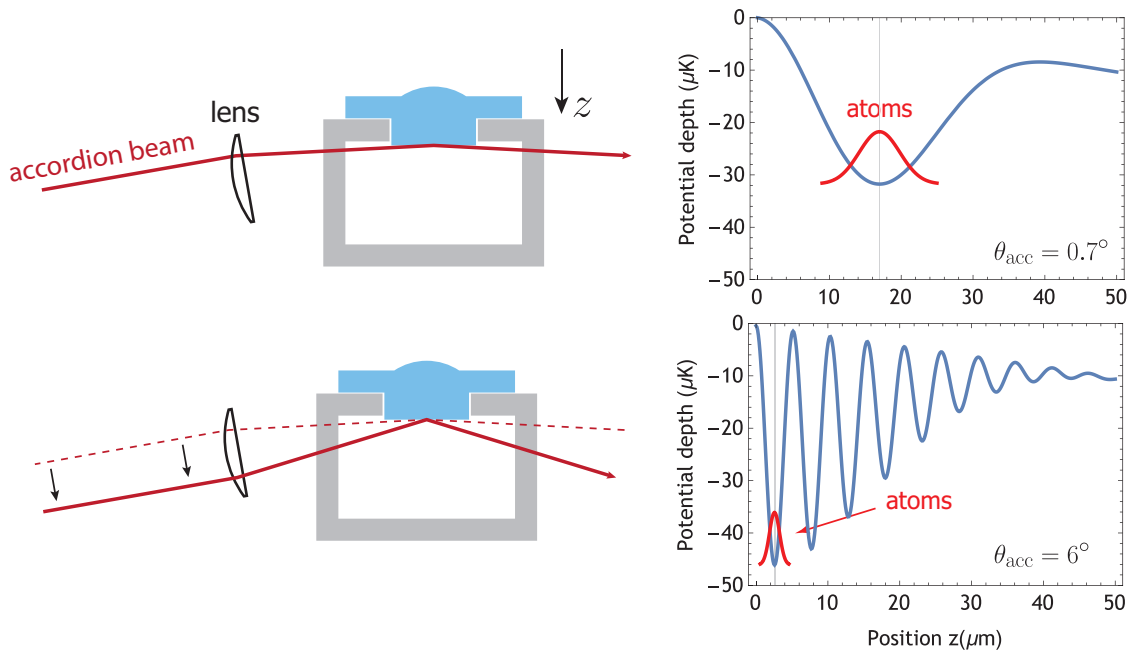 lens
accordion beam
z
0
−10
−20
−30
−40
−50
Potential depth (µK)
atoms
θacc = 0.7°
0 10 20 30 40 50
0
−10
−20
−30
−40
−50
Potential depth (µK)
atoms
θacc = 6°
0 10 20 30 40 50
Position z(µm)